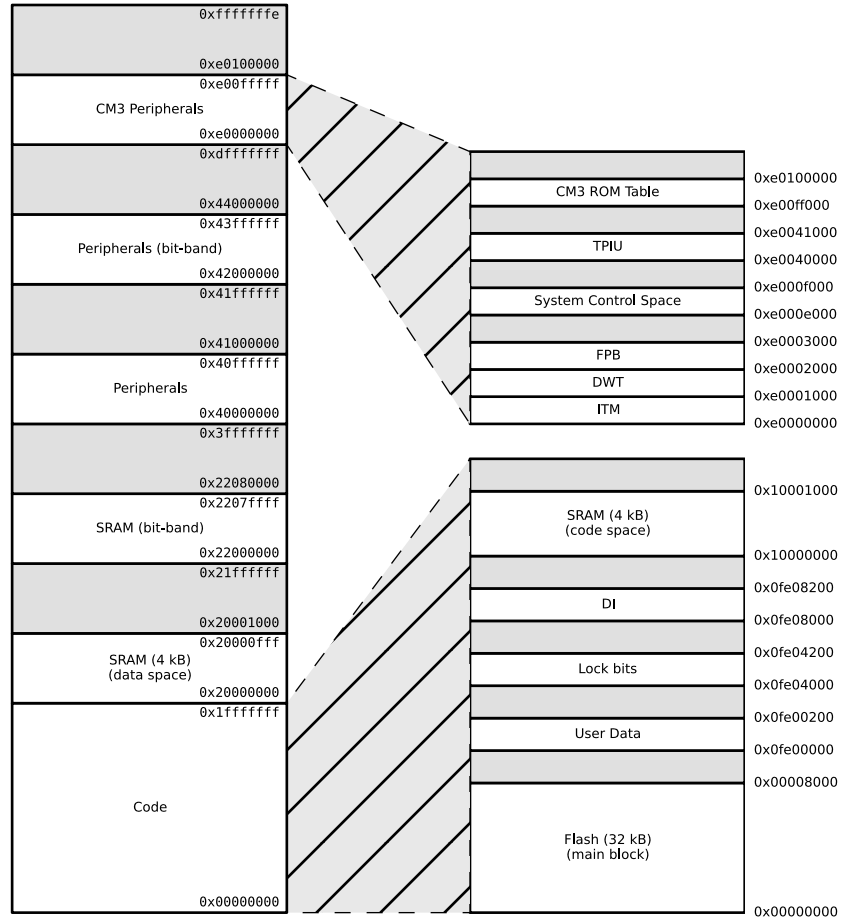 0xfffffffe
0xe0100000
0xe00fffff
CM3 Peripherals
0xe0000000
0xdfffffff
0x44000000
0x43ffffff
Peripherals (bit-band)
0x42000000
0x41ffffff
0x41000000
0x40ffffff
Peripherals
0x40000000
0x3fffffff
0x22080000
0x2207ffff
SRAM (bit-band)
0x22000000
0x21ffffff
0x20001000
0x20000fff
SRAM (4 kB)
(data space)
0x20000000
0x1fffffff
Code
0x00000000
0xe0100000
CM3 ROM Table
0xe00ff000
0xe0041000
TPIU
0xe0040000
0xe000f000
System Control Space
0xe000e000
0xe0003000
FPB
0xe0002000
DWT
0xe0001000
ITM
0xe0000000
0x10001000
SRAM (4 kB)
(code space)
0x10000000
0x0fe08200
DI
0x0fe08000
0x0fe04200
Lock bits
0x0fe04000
0x0fe00200
User Data
0x0fe00000
0x00008000
Flash (32 kB)
(main block)
0x00000000